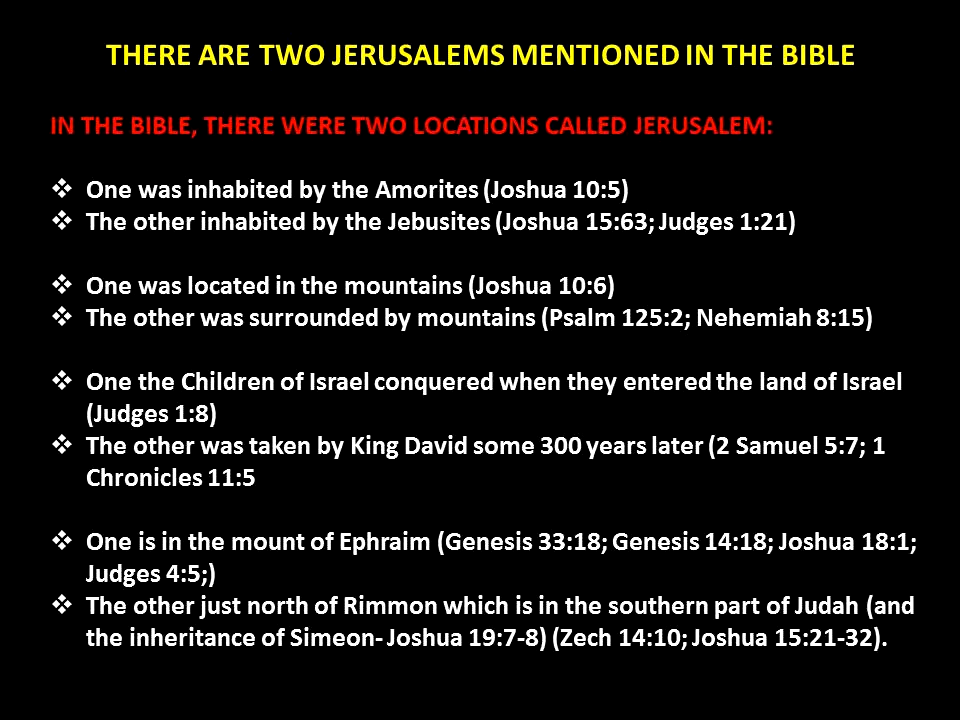 THERE ARE TWO JERUSALEMS MENTIONED IN THE BIBLE
IN THE BIBLE, THERE WERE TWO LOCATIONS CALLED JERUSALEM:
❖ One was inhabited by the Amorites (Joshua 10:5)
❖ The other inhabited by the Jebusites (Joshua 15:63; Judges 1:21)
❖ One was located in the mountains (Joshua 10:6)
❖ The other was surrounded by mountains (Psalm 125:2; Nehemiah 8:15)
❖ One the Children of Israel conquered when they entered the land of Israel
(Judges 1:8)
❖ The other was taken by King David some 300 years later (2 Samuel 5:7; 1
Chronicles 11:5
❖ One is in the mount of Ephraim (Genesis 33:18; Genesis 14:18; Joshua 18:1;
Judges 4:5;)
❖ The other just north of Rimmon which is in the southern part of Judah (and
the inheritance of Simeon- Joshua 19:7-8) (Zech 14:10; Joshua 15:21-32).